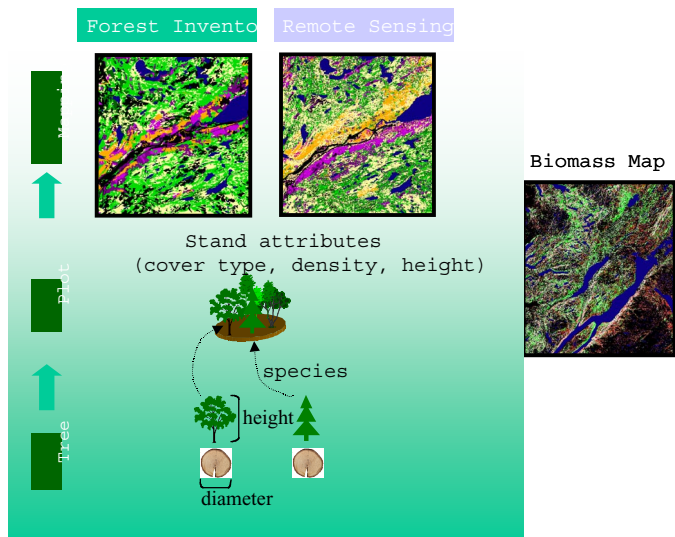 Forest Invento
Remote Sensing
Biomass Map
Stand attributes
(cover type, density, height)
Plot
species
height
Tree
diameter